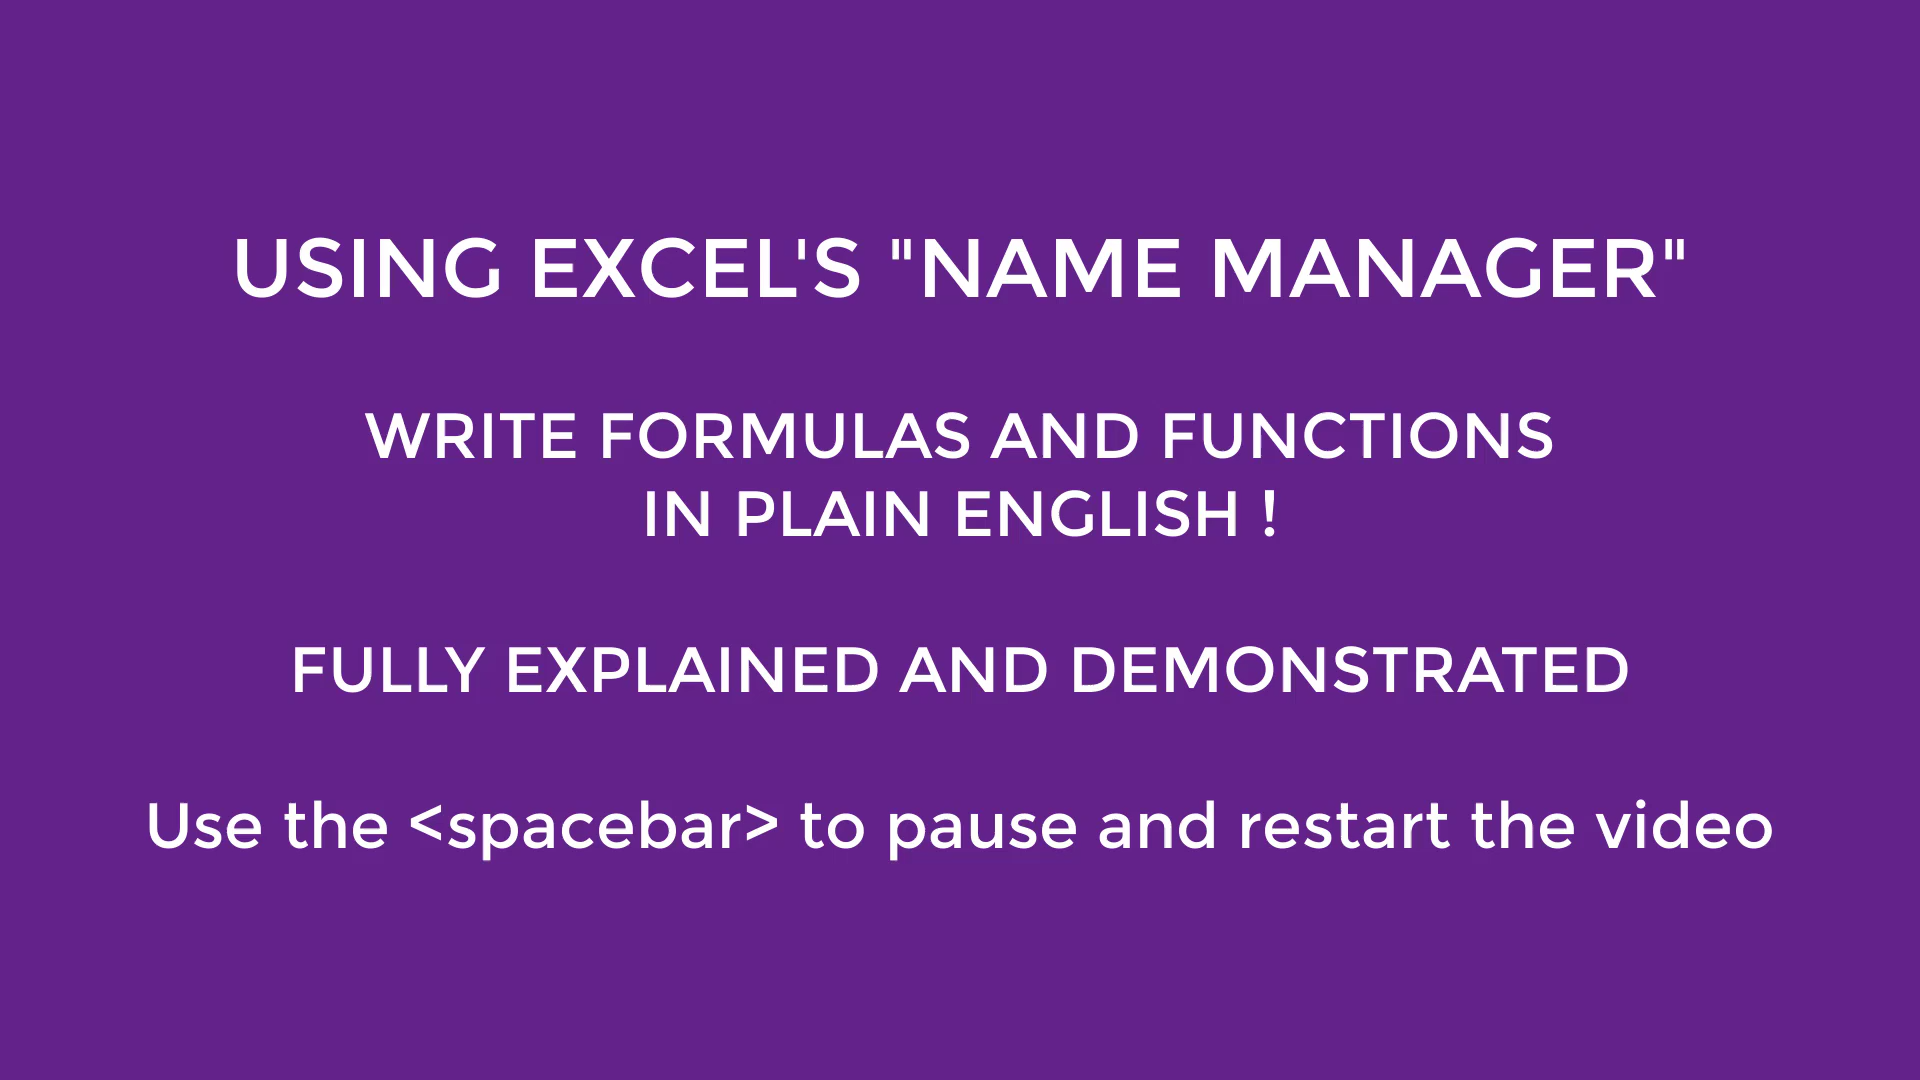 USING EXCEL'S "NAME MANAGER"
WRITE FORMULAS AND FUNCTIONS
IN PLAIN ENGLISH !
FULLY EXPLAINED AND DEMONSTRATED
Use the <spacebar> to pause and restart the video